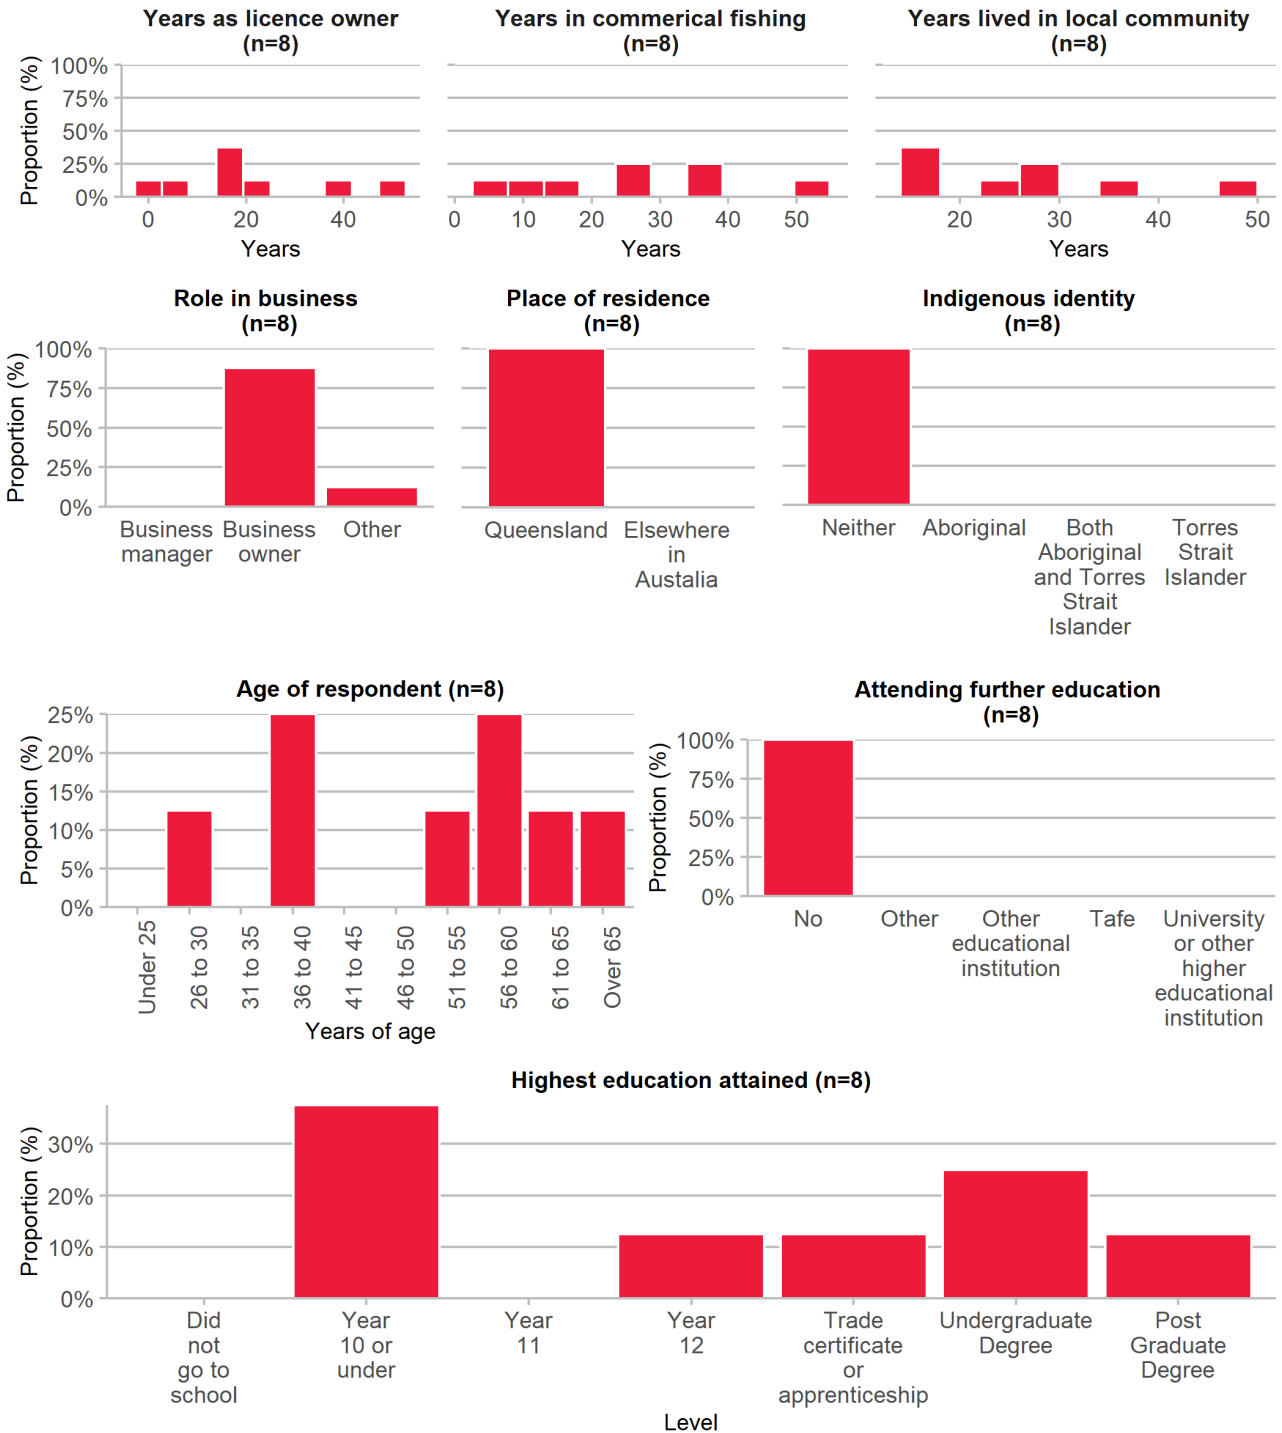 Years as licence owner
(n=8)
Years in commerical fishing
(n=8)
Years lived in local community
(n=8)
Proportion (%)
100%
75%
50%
25%
0%
0 20 40
Years
0 10 20 30 40 50
Years
20 30 40 50
Years
Role in business
(n=8)
Place of residence
(n=8)
Indigenous identity
(n=8)
Proportion (%)
100%
75%
50%
25%
0%
Business
manager
Business
owner
Other
Queensland
Elsewhere
in
Austalia
Neither
Aboriginal
Both
Aboriginal
and Torres
Strait
Islander
Torres
Strait
Islander
Age of respondent (n=8)
Proportion (%)
25%
20%
15%
10%
5%
0%
Under 25
26 to 30
31 to 35
36 to 40
41 to 45
46 to 50
51 to 55
56 to 60
61 to 65
Over 65
Years of age
Attending further education
(n=8)
Proportion (%)
100%
75%
50%
25%
0%
No
Other
Other
educational
institution
Tafe
University
or other
higher
educational
institution
Highest education attained (n=8)
Proportion (%)
30%
20%
10%
0%
Did
not
go to
school
Year
10 or
under
Year
11
Year
12
Trade
certificate
or
apprenticeship
Undergraduate
Degree
Post
Graduate
Degree
Level